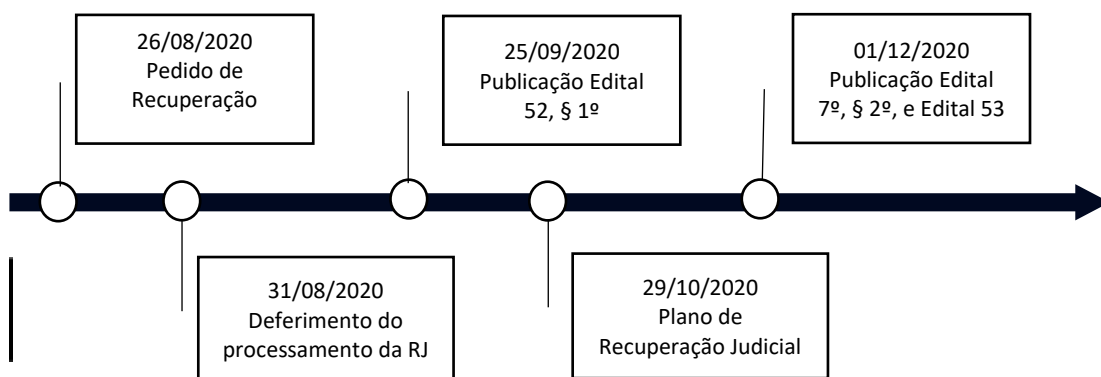 26/08/2020
Pedido de
Recuperação
31/08/2020
Deferimento do
processamento da RJ
25/09/2020
Publicação Edital
52, § 1º
29/10/2020
Plano de
Recuperação Judicial
01/12/2020
Publicação Edital
7º, § 2º, e Edital 53